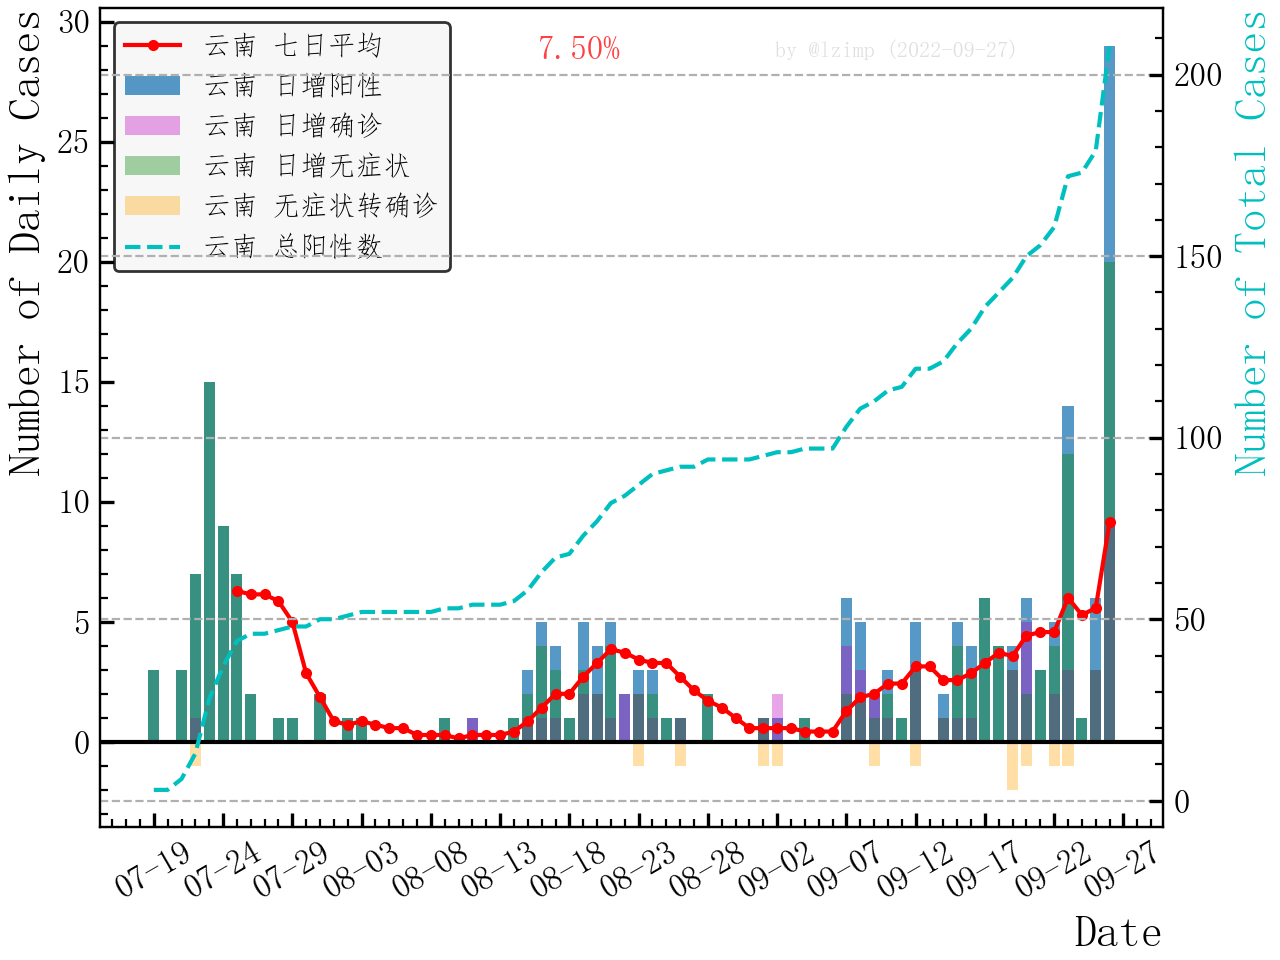 云南 七日平均
云南 日增阳性
云南 日增确诊
云南 日增无症状
云南 无症状转确诊
云南 总阳性数
7.50%
by @lzimp (2022-09-27)
Number of Daily Cases
30
25
20
15
10
5
0
Number of Total Cases
200
150
100
50
0
07-19
07-24
07-29
08-03
08-08
08-13
08-18
08-23
08-28
09-02
09-07
09-12
09-17
09-22
09-27
Date